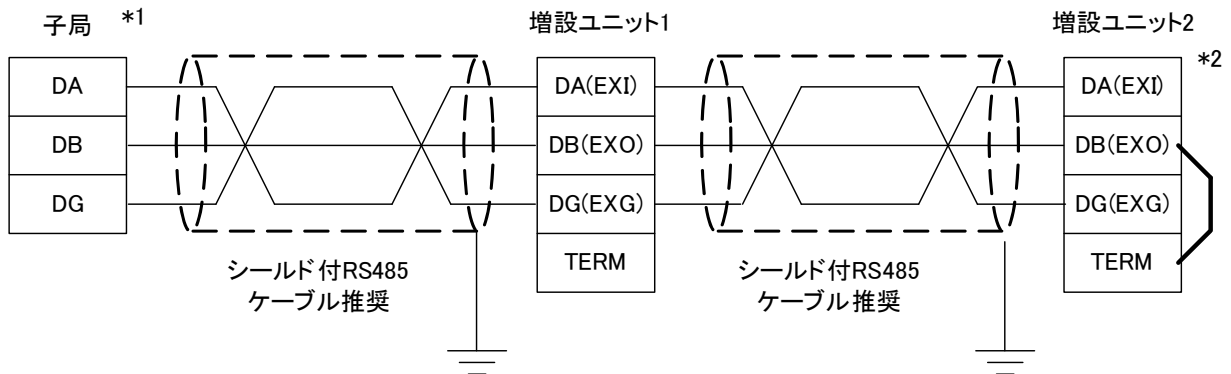 子局 *1
増設ユニット1
増設ユニット2
*2
DA
DB
DG
DA(EXI)
DB(EXO)
DG(EXG)
TERM
DA(EXI)
DB(EXO)
DG(EXG)
TERM
シールド付RS485
ケーブル推奨
シールド付RS485
ケーブル推奨